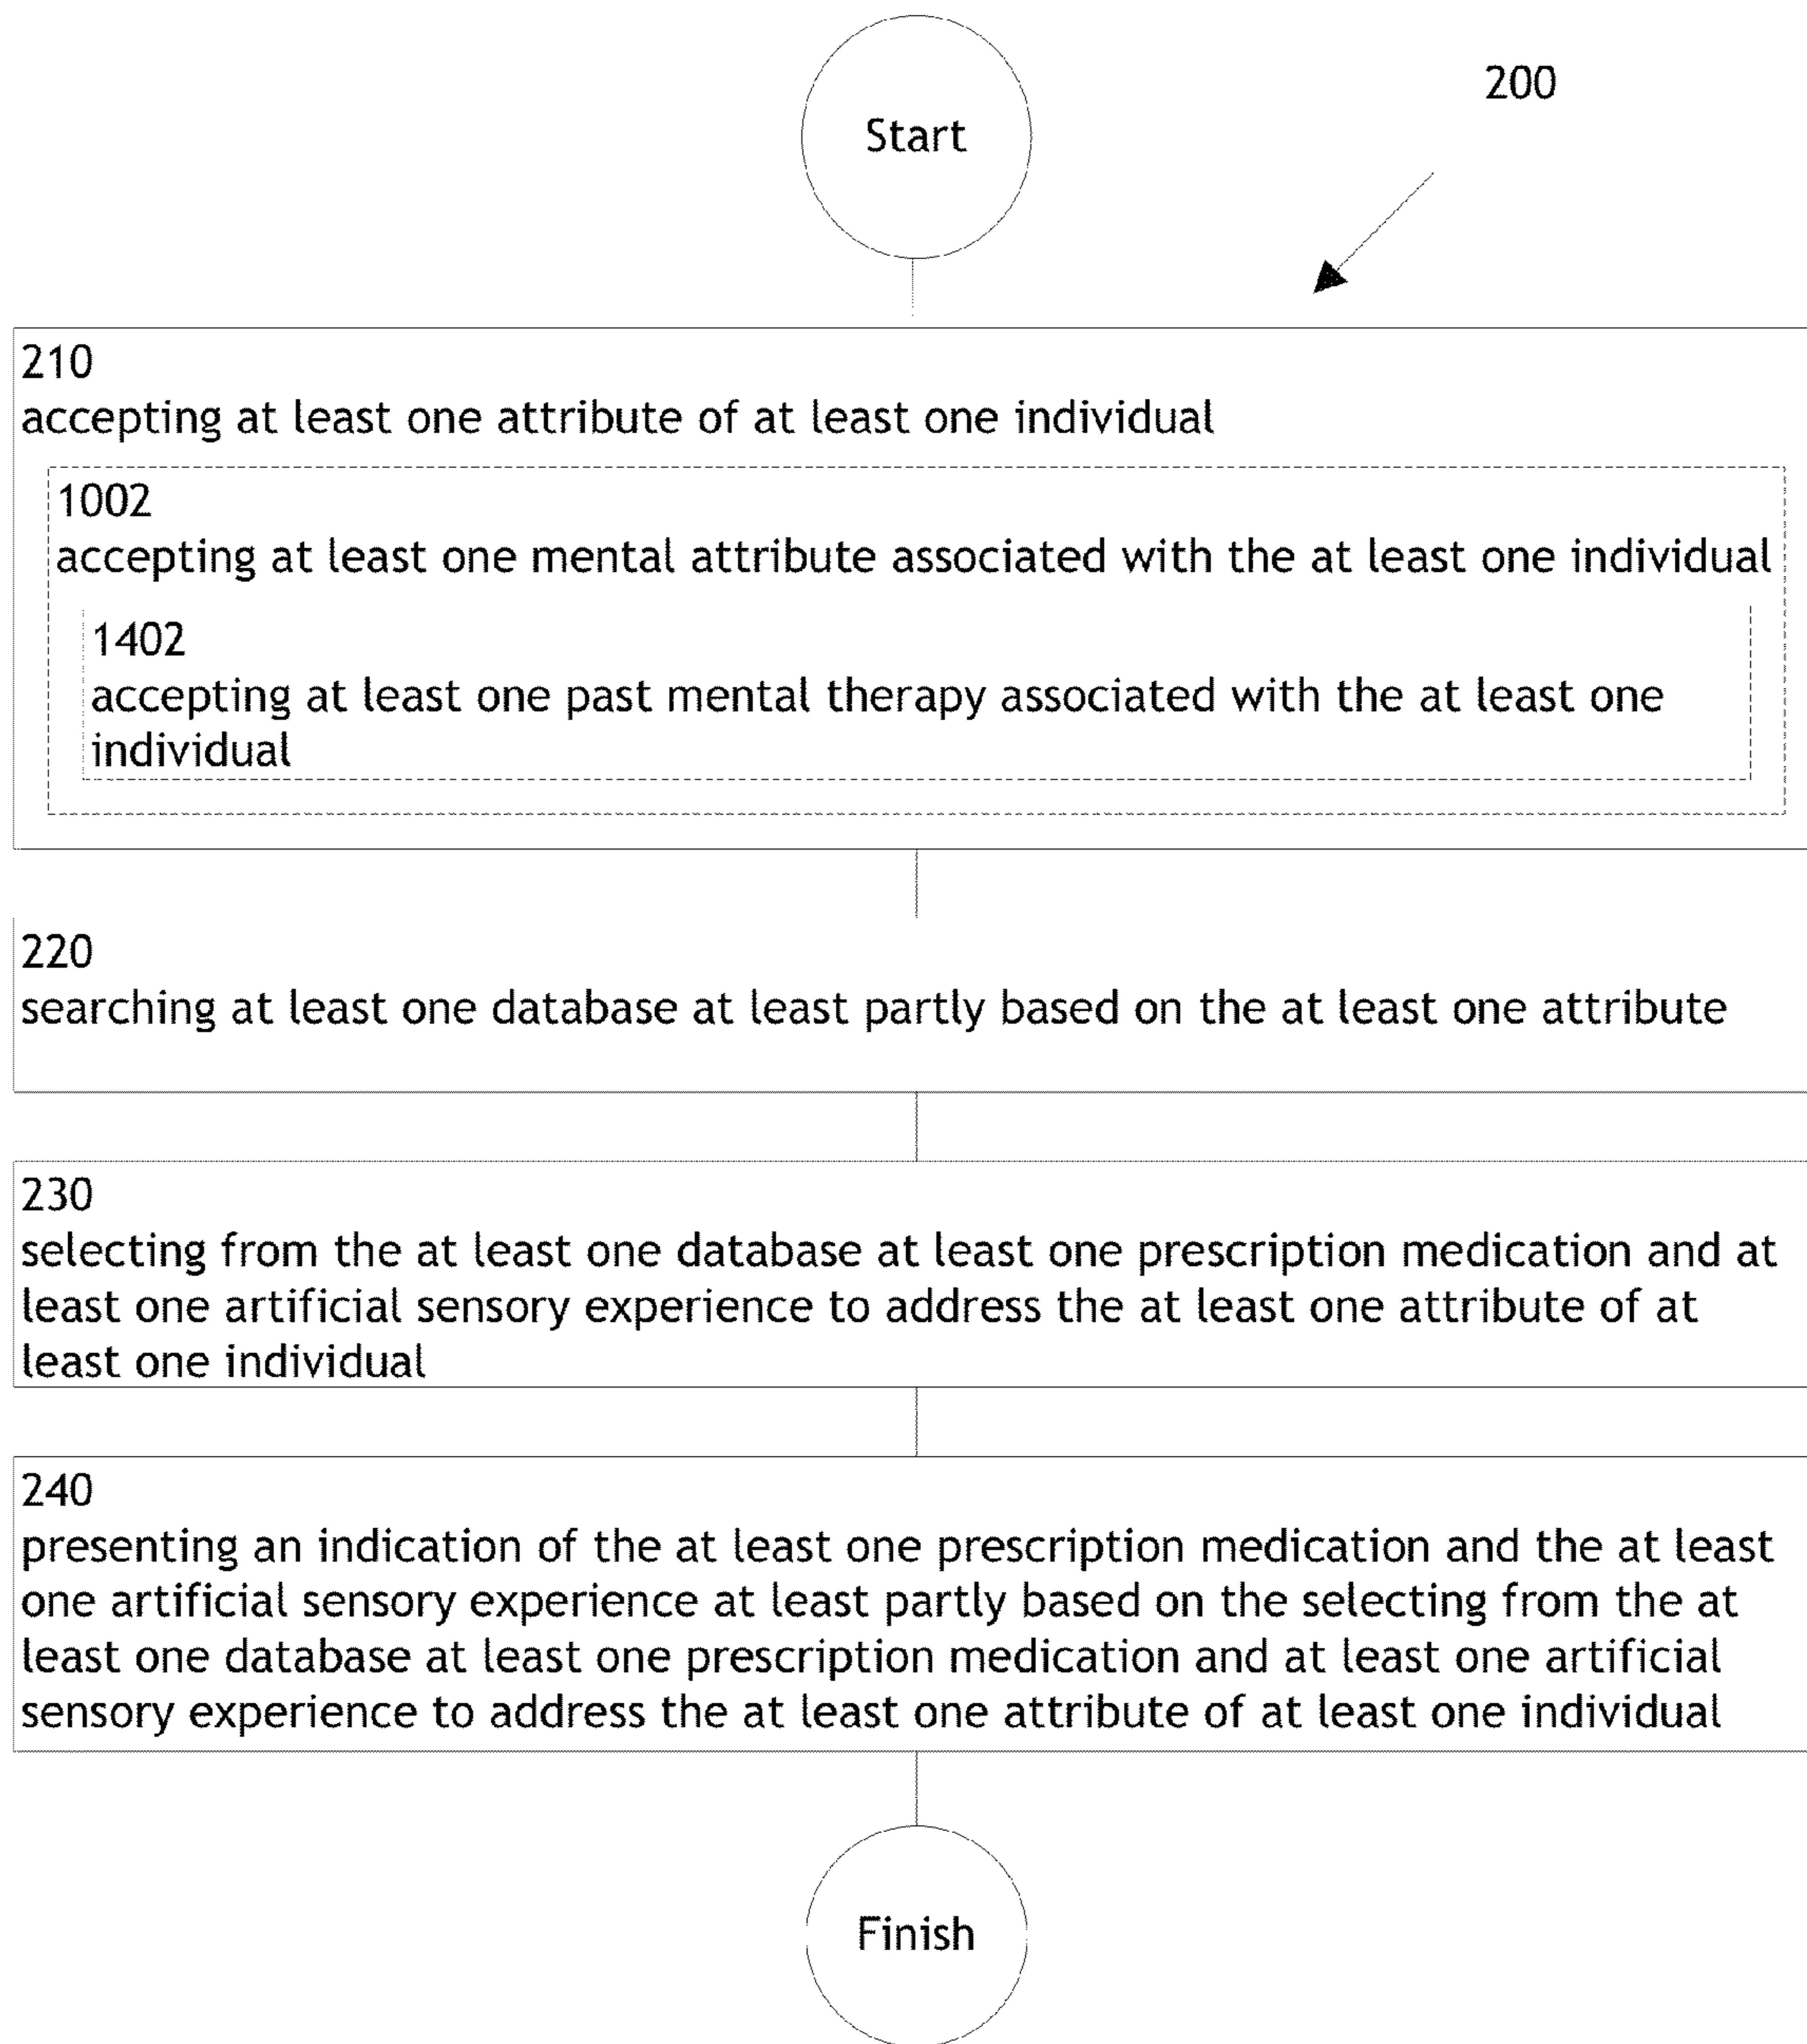 Start
200
210
accepting at least one attribute of at least one individual
1002
accepting at least one mental attribute associated with the at least one individual
1402
accepting at least one past mental therapy associated with the at least one
individual
220
searching at least one database at least partly based on the at least one attribute
230
selecting from the at least one database at least one prescription medication and at
least one artificial sensory experience to address the at least one attribute of at
least one individual
240
presenting an indication of the at least one prescription medication and the at least
one artificial sensory experience at least partly based on the selecting from the at
least one database at least one prescription medication and at least one artificial
sensory experience to address the at least one attribute of at least one individual
Finish